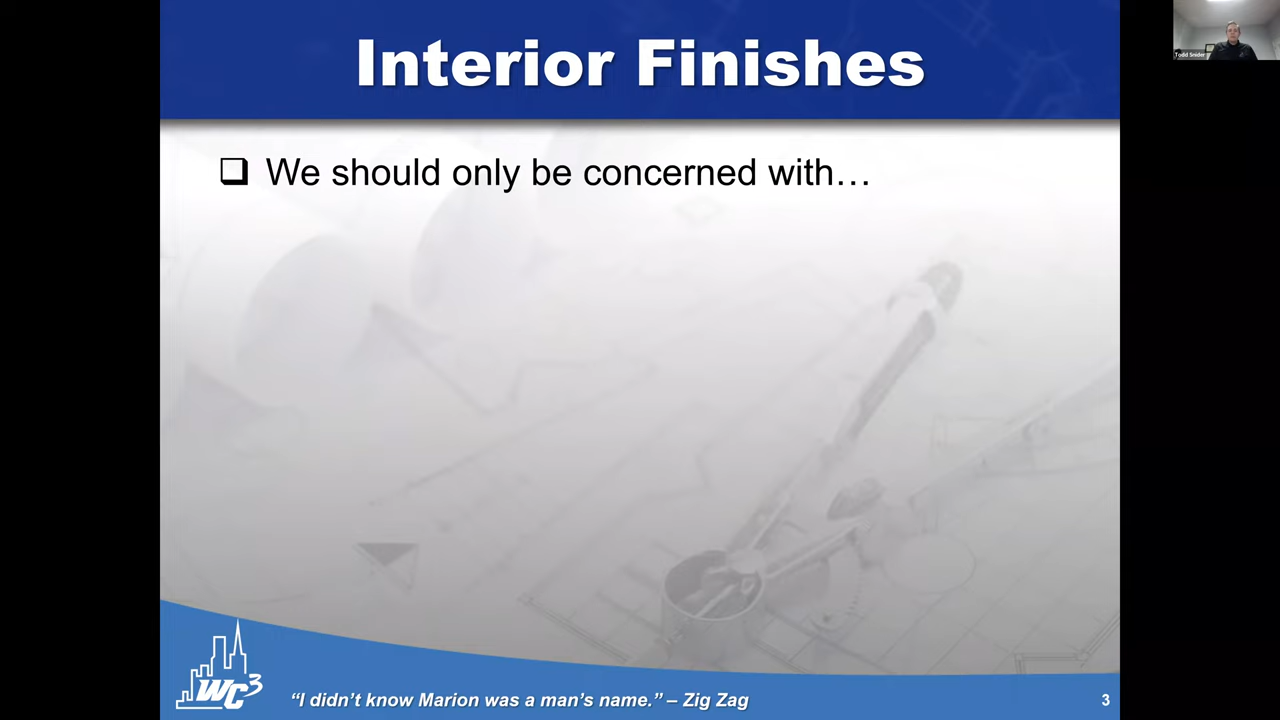 Interior Finishes
Todd Snider
❑ We should only be concerned with…
WC3
“I didn’t know Marion was a man’s name.” – Zig Zag
3